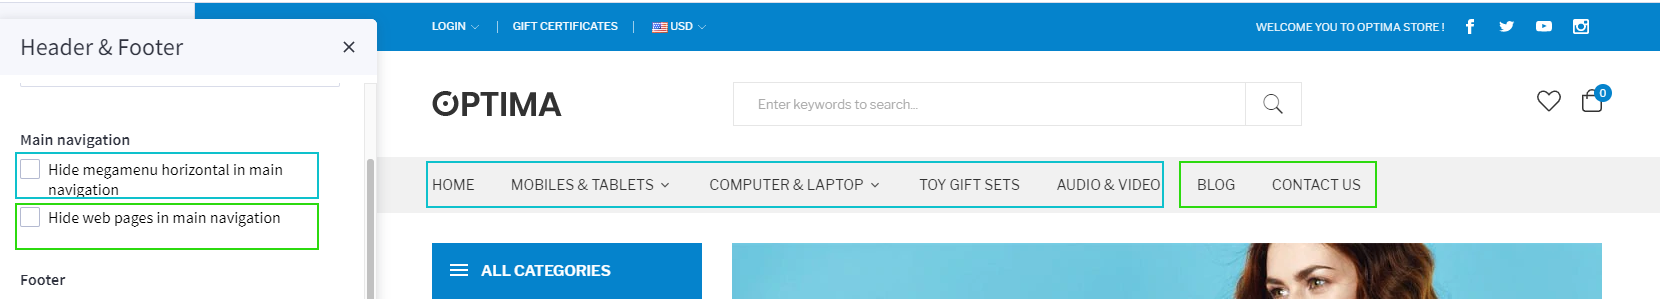 Header & Footer
Main navigation
Hide megamenu horizontal in main
navigation
Hide web pages in main navigation
Footer
LOGIN
GIFT CERTIFICATES
USD
WELCOME YOU TO OPTIMA STORE !
OPTIMA
Enter keywords to search...
0
HOME
MOBILES & TABLETS
COMPUTER & LAPTOP
TOY GIFT SETS
AUDIO & VIDEO
BLOG
CONTACT US
ALL CATEGORIES